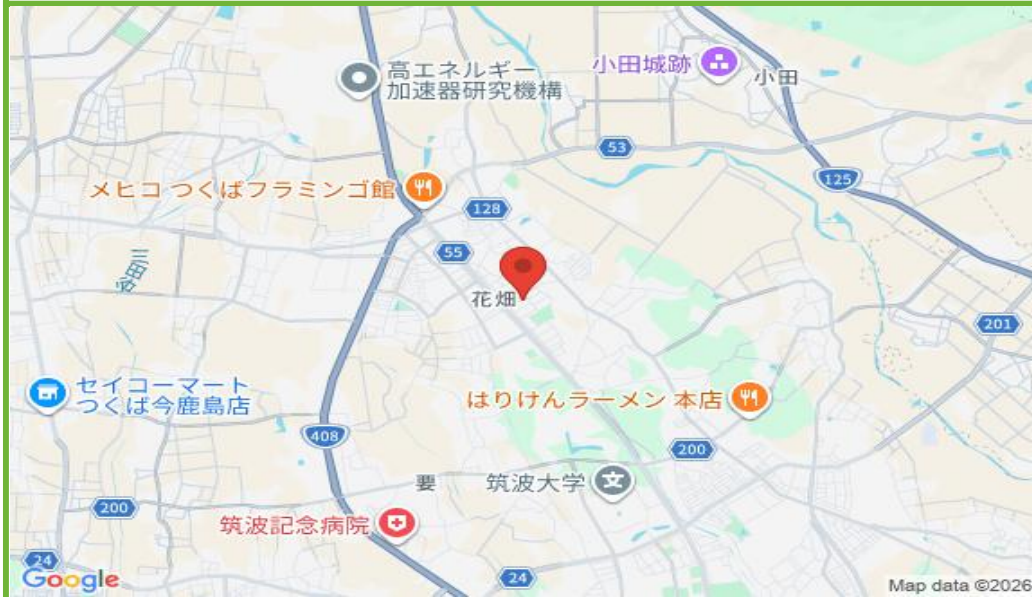 高エネルギー
加速器研究機構
小田城跡
小田
53
125
メヒコ つくばフラミンゴ館
128
55
三田谷
花畑
201
セイコーマート
つくば今鹿島店
はりけんラーメン 本店
408
200
要
筑波大学
200
筑波記念病院
24
24
Google
Map data ©2026